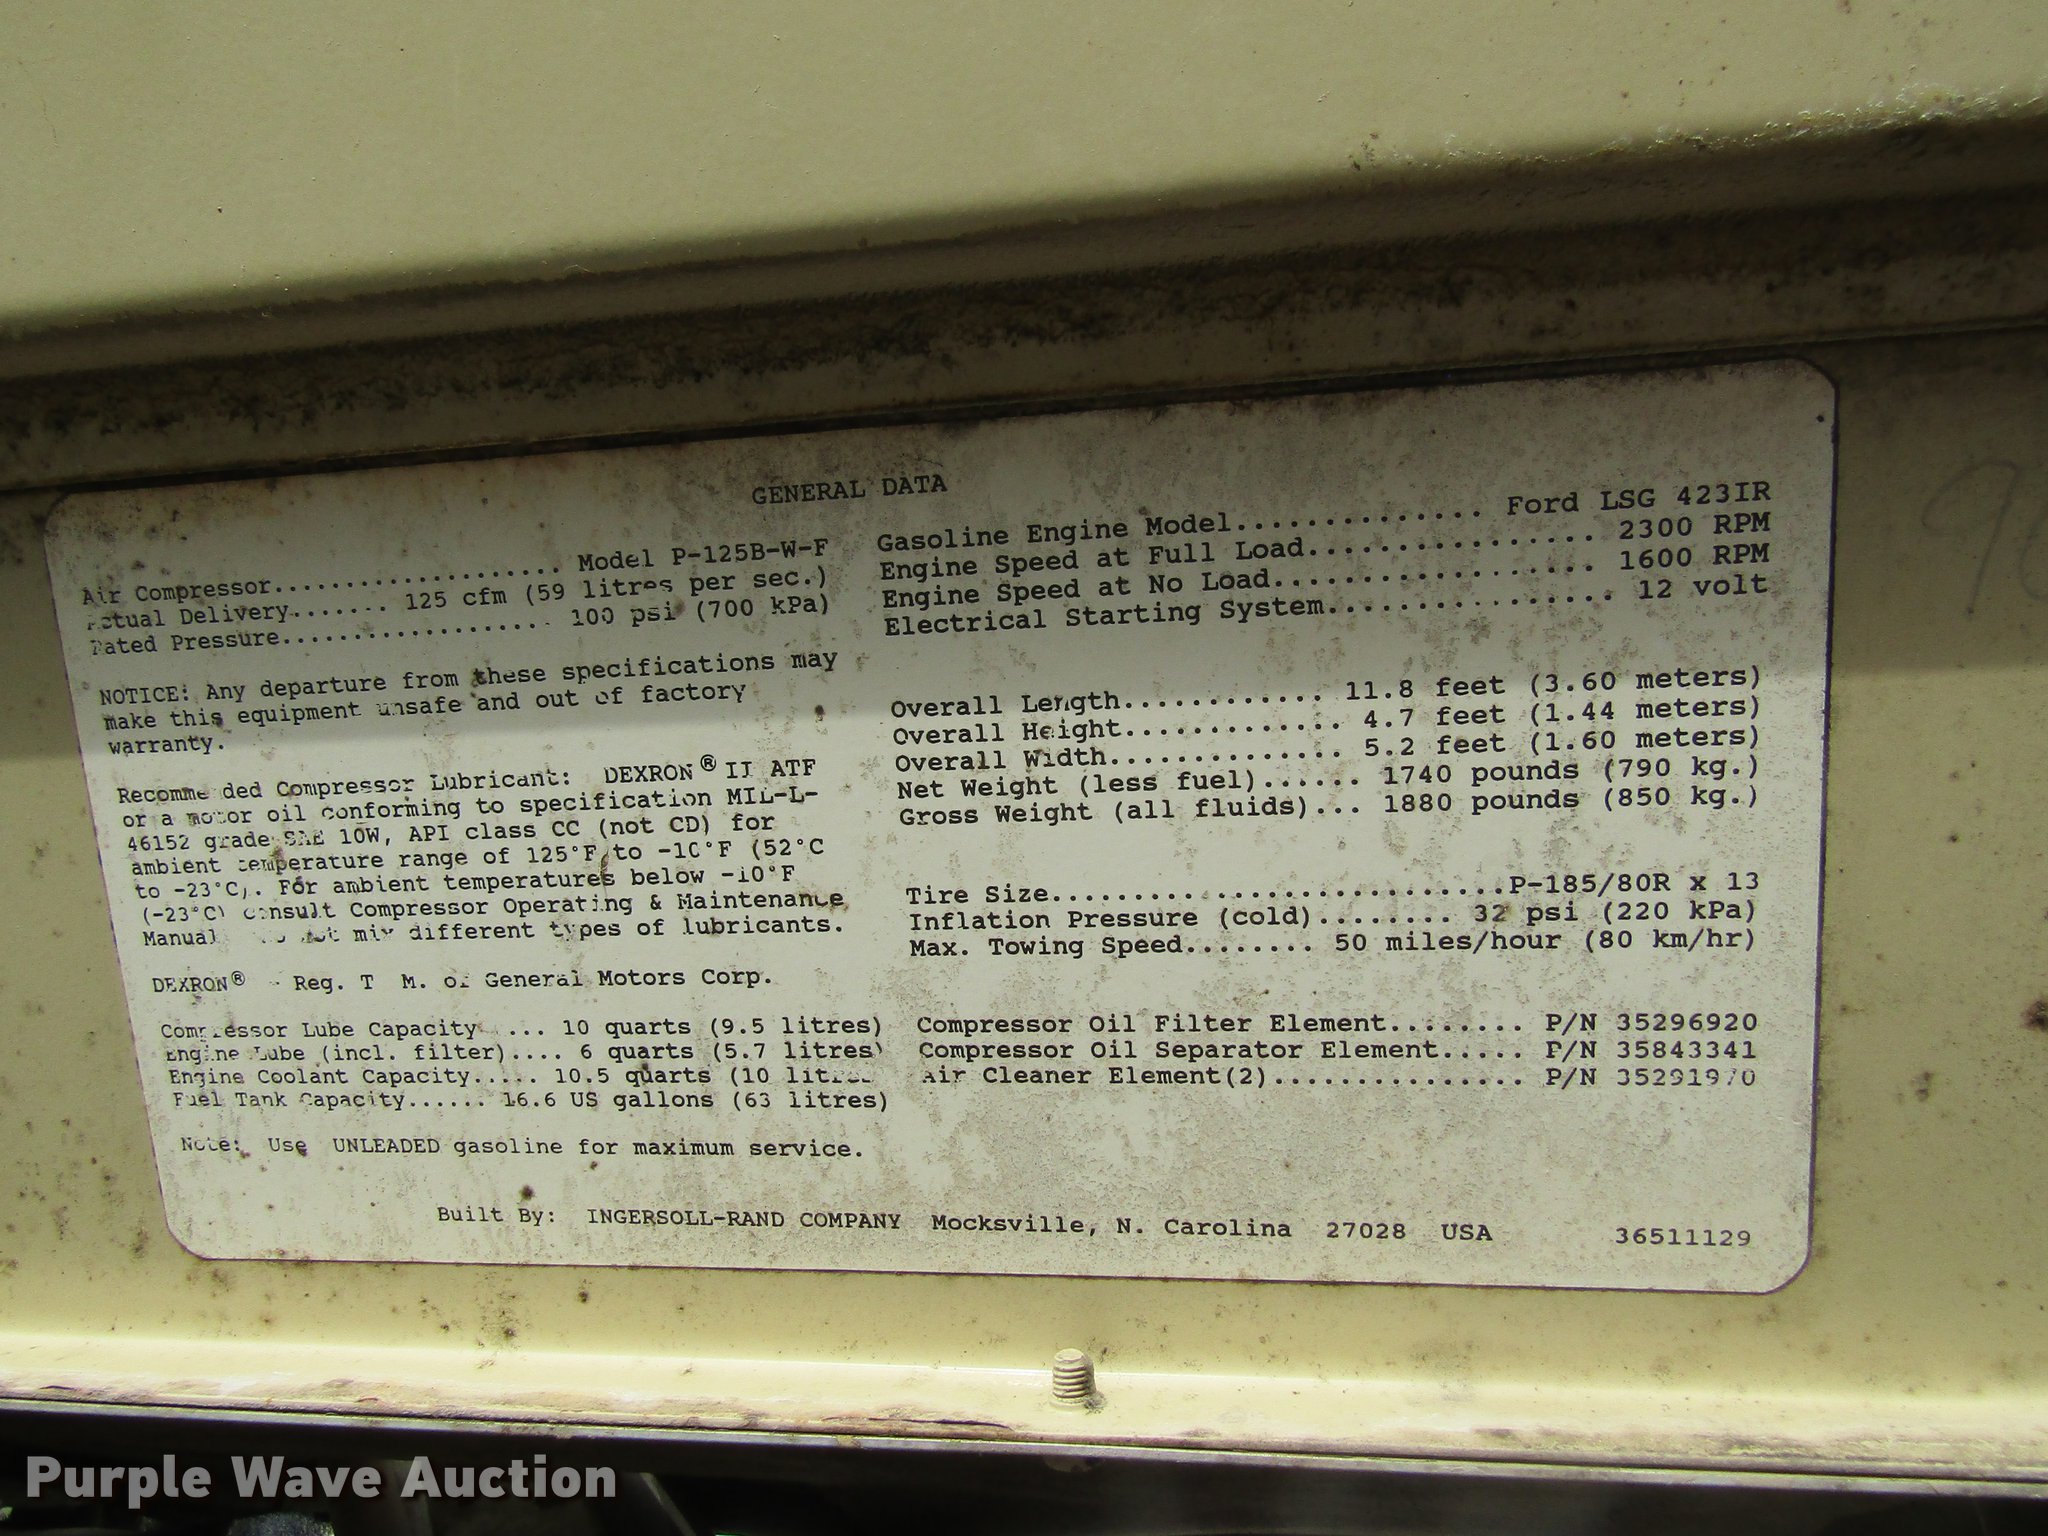 GENERAL DATA
Air Compressor................... Model P-125B-W-F
Actual Delivery....... 125 cfm (59 litres per sec.)
Rated Pressure................... 100 psi (700 kPa)
NOTICE: Any departure from these specifications may
make this equipment unsafe and out of factory
warranty.
Recommended Compressor Lubricant: DEXRON® II ATF
or a motor oil conforming to specification MIL-L-
46152 grade SAE 10W, API class CC (not CD) for
ambient temperature range of 125°F to -10°F (52°C
to -23°C). For ambient temperatures below -10°F
(-23°C) consult Compressor Operating & Maintenance
Manual. Do not mix different types of lubricants.
DEXRON® - Reg. T.M. of General Motors Corp.
Compressor Lube Capacity..... 10 quarts (9.5 litres)
Engine Lube (incl. filter).... 6 quarts (5.7 litres)
Engine Coolant Capacity..... 10.5 quarts (10 litres)
Fuel Tank Capacity...... 16.6 US gallons (63 litres)
Note: Use UNLEADED gasoline for maximum service.
Gasoline Engine Model.............. Ford LSG 423IR
Engine Speed at Full Load................. 2300 RPM
Engine Speed at No Load................... 1600 RPM
Electrical Starting System................ 12 volt
Overall Length............ 11.8 feet (3.60 meters)
Overall Height............. 4.7 feet (1.44 meters)
Overall Width.............. 5.2 feet (1.60 meters)
Net Weight (less fuel)...... 1740 pounds (790 kg.)
Gross Weight (all fluids)... 1880 pounds (850 kg.)
Tire Size..........................P-185/80R x 13
Inflation Pressure (cold)........ 32 psi (220 kPa)
Max. Towing Speed........ 50 miles/hour (80 km/hr)
Compressor Oil Filter Element........ P/N 35296920
Compressor Oil Separator Element..... P/N 35843341
Air Cleaner Element(2)............... P/N 35291970
Built By: INGERSOLL-RAND COMPANY Mocksville, N. Carolina 27028 USA 36511129
Purple Wave Auction